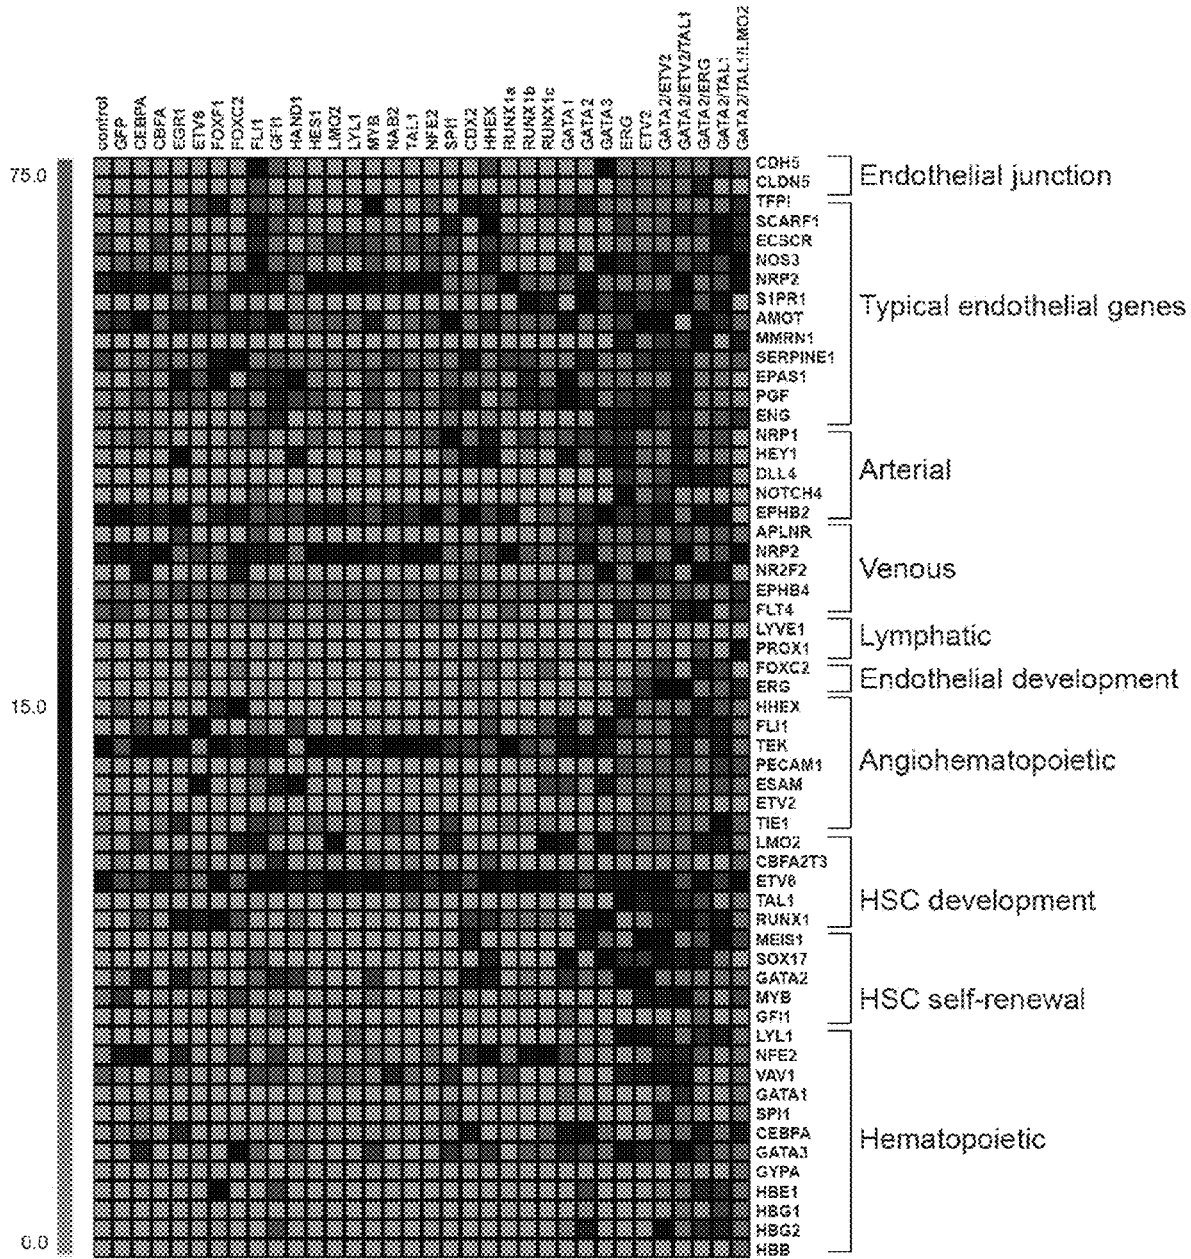 control
GFP
CEBPA
CBFA
EGR1
ETV6
FOXF1
FOXC2
FLI1
GFI1
HAND1
HES1
LMO2
LYL1
MYB
NAB2
TAL1
NFE2
SPI1
CDX2
HHEX
RUNX1a
RUNX1b
RUNX1c
GATA1
GATA2
GATA3
ERG
ETV2
GATA2/ETV2
GATA2/ETV2/TAL1
GATA2/ERG
GATA2/TAL1
GATA2/TAL1/LMO2
75.0
15.0
0.0
CDH5
CLDN5
Endothelial junction
TFPI
SCARF1
ECSCR
NOS3
NRP2
S1PR1
AMOT
MMRN1
SERPINE1
EPAS1
PGF
ENG
Typical endothelial genes
NRP1
HEY1
DLL4
NOTCH4
EPHB2
Arterial
APLNR
NRP2
NR2F2
EPHB4
FLT4
Venous
LYVE1
PROX1
Lymphatic
FOXC2
ERG
Endothelial development
HHEX
FLI1
TEK
PECAM1
ESAM
ETV2
TIE1
Angiohematopoietic
LMO2
CBFA2T3
ETV6
TAL1
RUNX1
HSC development
MEIS1
SOX17
GATA2
MYB
GFI1
HSC self-renewal
LYL1
NFE2
VAV1
GATA1
SPI1
CEBPA
GATA3
GYPA
HBE1
HBG1
HBG2
HBB
Hematopoietic